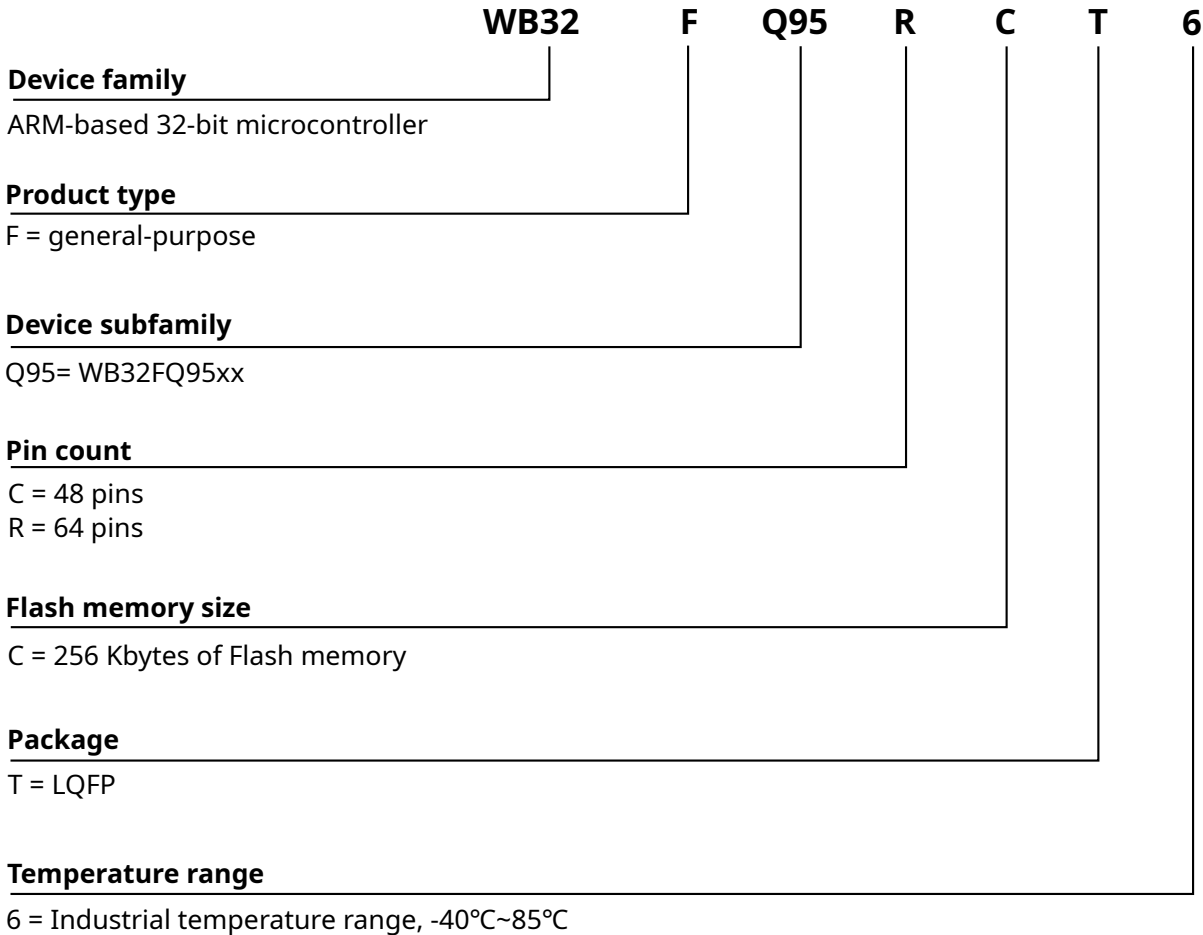 WB32 F Q95 R C T 6
Device family
ARM-based 32-bit microcontroller
Product type
F = general-purpose
Device subfamily
Q95= WB32FQ95xx
Pin count
C = 48 pins
R = 64 pins
Flash memory size
C = 256 Kbytes of Flash memory
Package
T = LQFP
Temperature range
6 = Industrial temperature range, -40℃~85℃